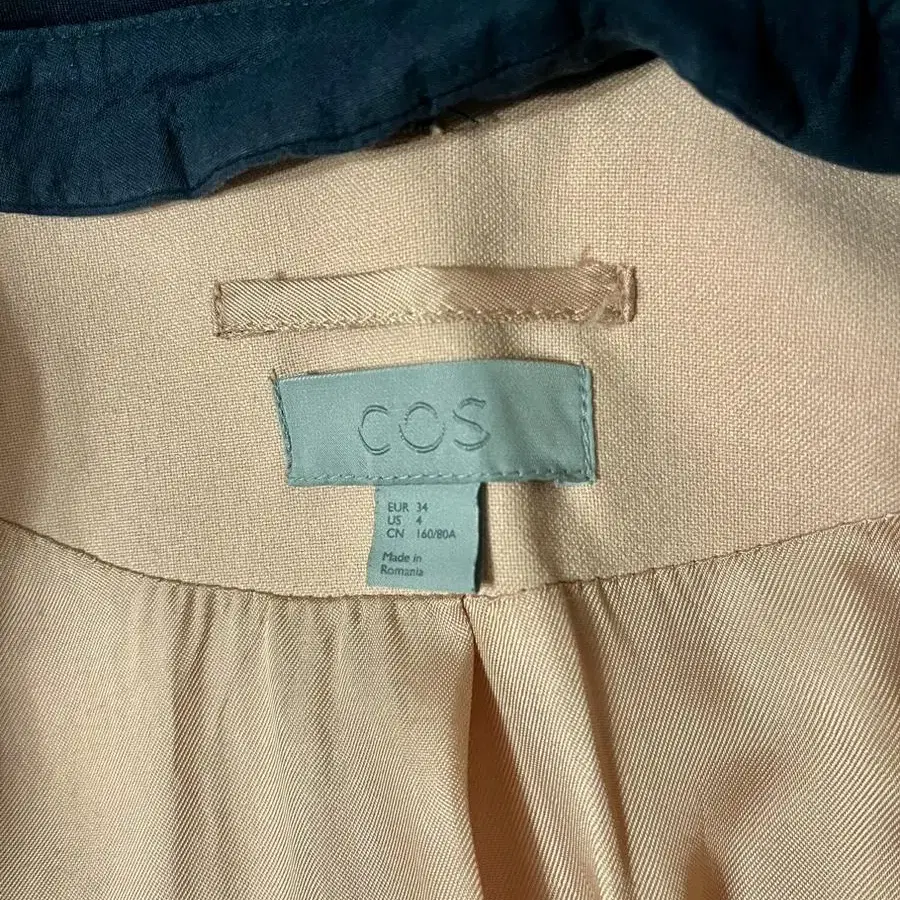 COS
EUR 34
US 4
CN 160/80A
Made in
Romania